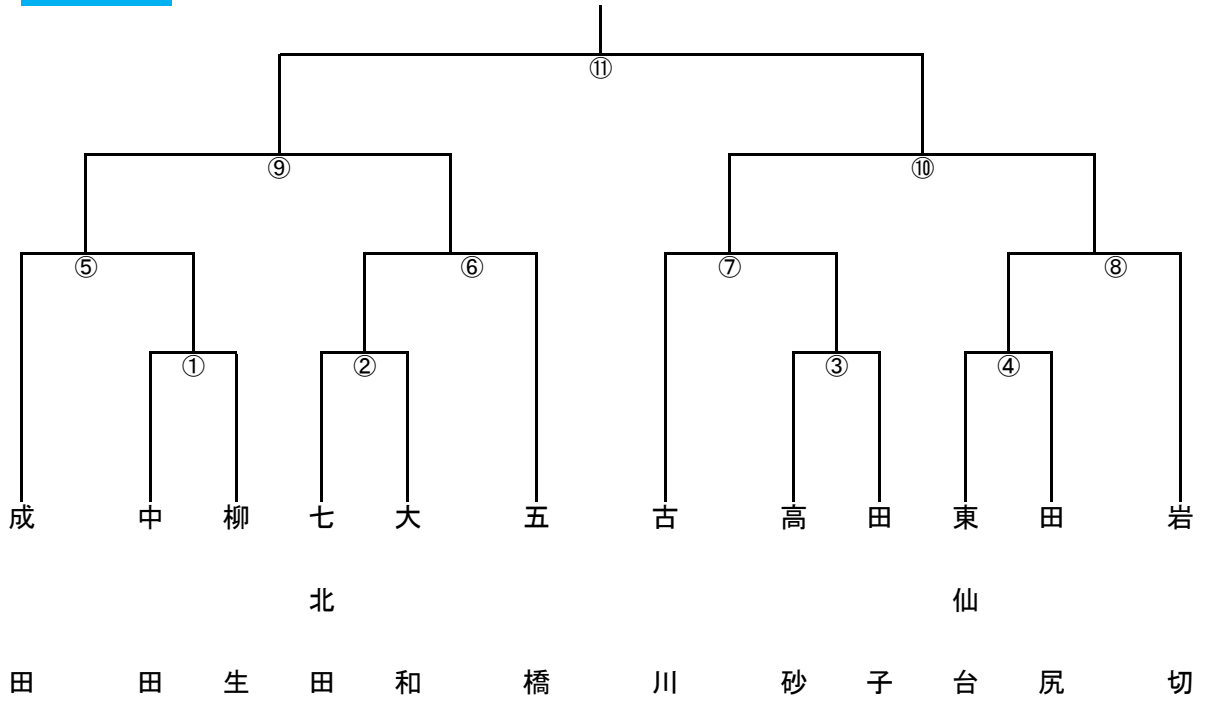 ⑪
⑨
⑩
⑤
⑥
⑦
⑧
①
②
③
④
成田
中田
柳生
七北田
大和
五橋
古川
高砂
田子
東仙台
田尻
岩切